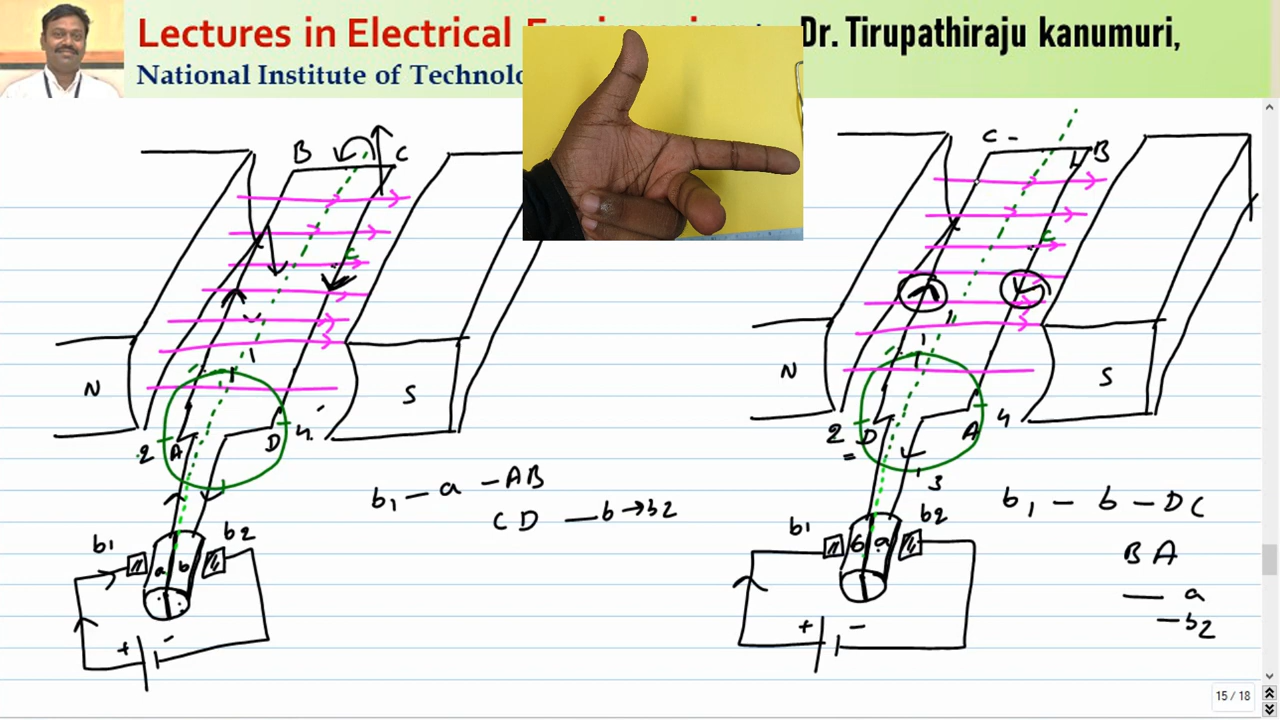 Lectures in Electrical
Dr. Tirupathiraju kanumuri,
National Institute of Technolo
B
C
N
S
2
A
D
4
b1
b2
a
b
+
-
b1 — a — AB
CD — b → b2
C -
B
N
S
2
D
A
4
3
b1
b2
b
a
+
-
b1 — b — DC
BA
— a
— b2
15 / 18